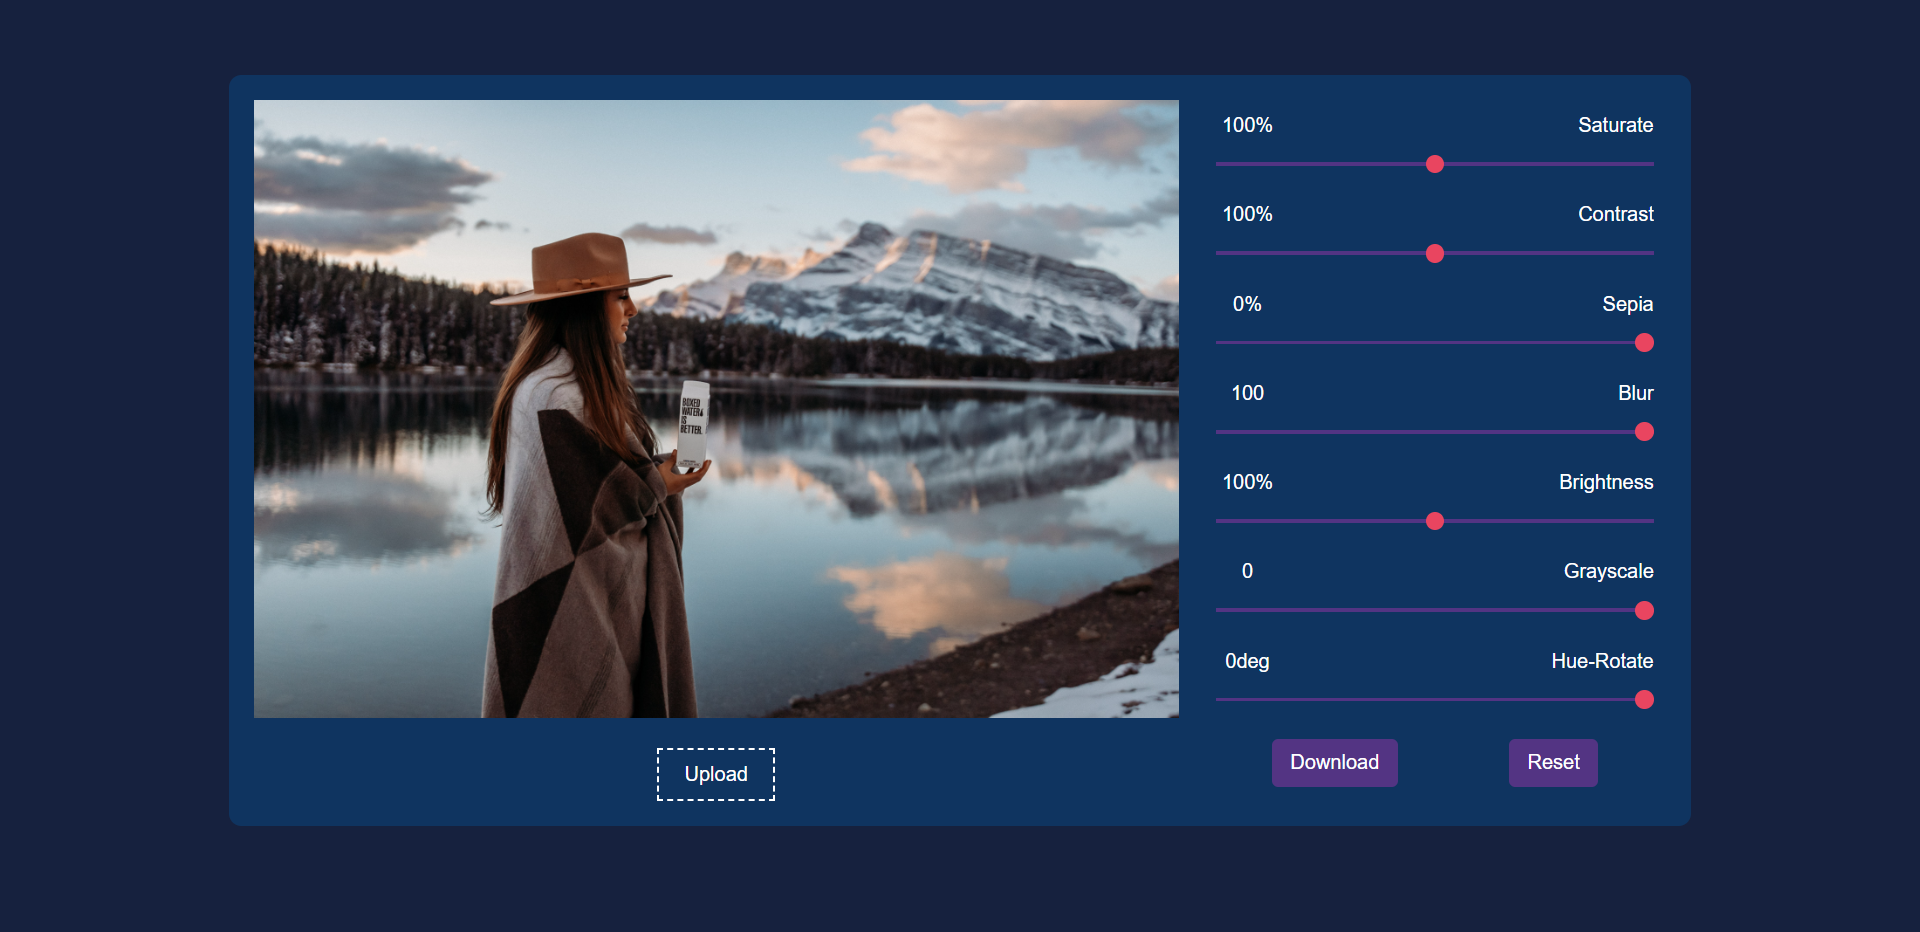 100% Saturate
100% Contrast
0% Sepia
100 Blur
100% Brightness
0 Grayscale
0deg Hue-Rotate
BOXED
WATER
IS
BETTER.
Upload
Download Reset